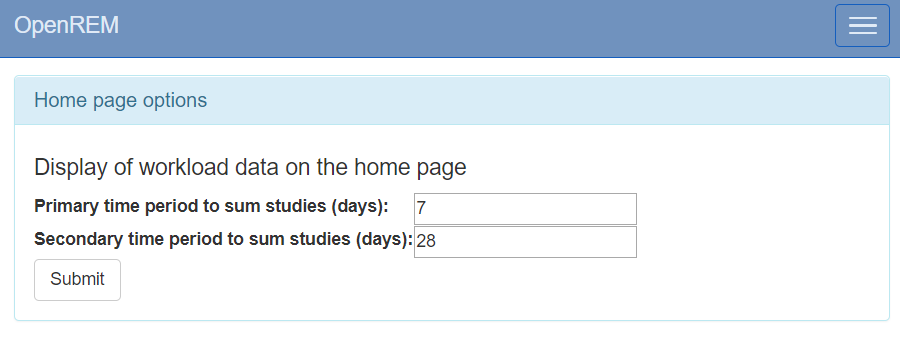 OpenREM
Home page options
Display of workload data on the home page
Primary time period to sum studies (days): 7
Secondary time period to sum studies (days): 28
Submit